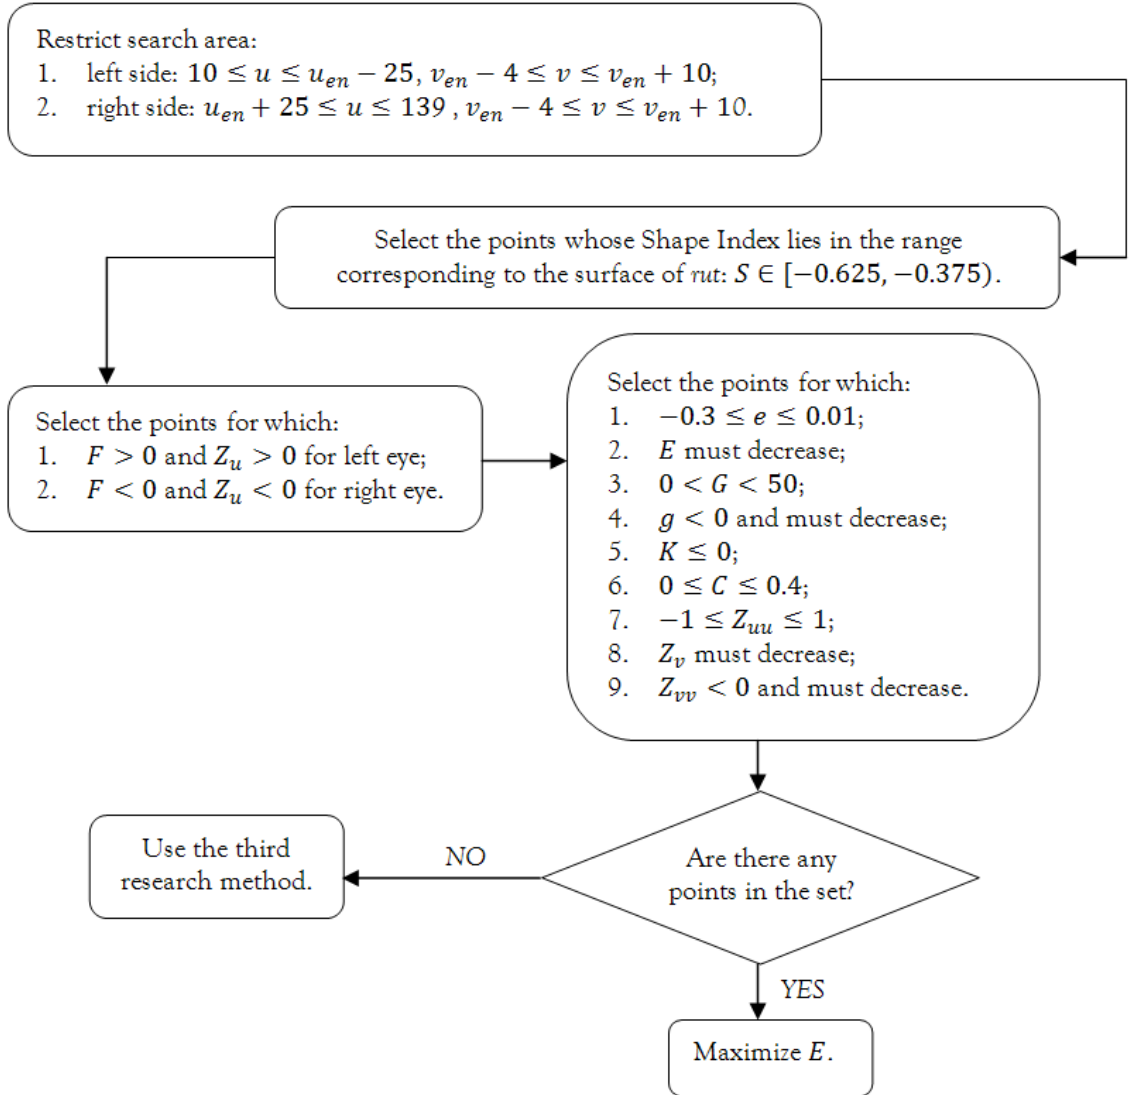 Restrict search area:
1. left side: 10 ≤ u ≤ u_en − 25, v_en − 4 ≤ v ≤ v_en + 10;
2. right side: u_en + 25 ≤ u ≤ 139 , v_en − 4 ≤ v ≤ v_en + 10.
Select the points whose Shape Index lies in the range
corresponding to the surface of rut: S ∈ [−0.625, −0.375).
Select the points for which:
1. F > 0 and Z_u > 0 for left eye;
2. F < 0 and Z_u < 0 for right eye.
Select the points for which:
1. −0.3 ≤ e ≤ 0.01;
2. E must decrease;
3. 0 < G < 50;
4. g < 0 and must decrease;
5. K ≤ 0;
6. 0 ≤ C ≤ 0.4;
7. −1 ≤ Z_uu ≤ 1;
8. Z_v must decrease;
9. Z_vv < 0 and must decrease.
Are there any
points in the set?
NO
Use the third
research method.
YES
Maximize E.